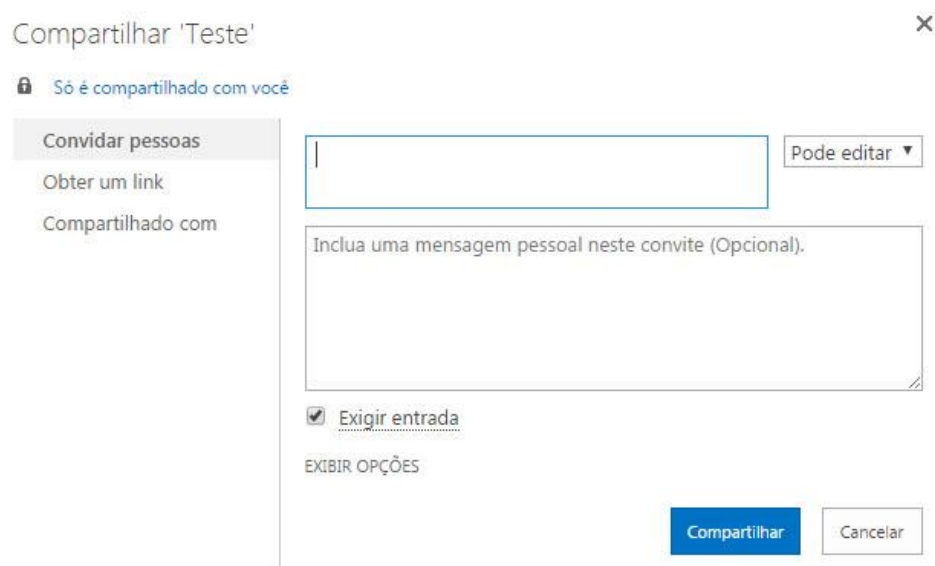 Compartilhar 'Teste'
Só é compartilhado com você
Convidar pessoas
Obter um link
Compartilhado com
Pode editar
Inclua uma mensagem pessoal neste convite (Opcional).
Exigir entrada
EXIBIR OPÇÕES
Compartilhar
Cancelar